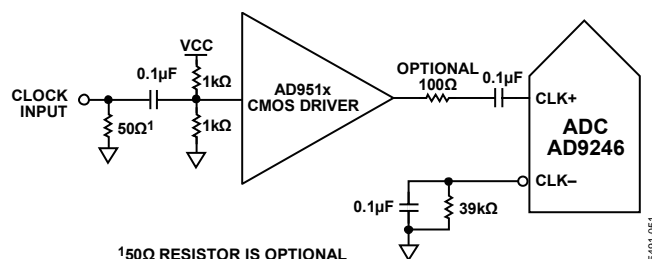 VCC
0.1µF
1kΩ
CLOCK
INPUT
50Ω1
1kΩ
AD951x
CMOS DRIVER
OPTIONAL
100Ω
0.1µF
CLK+
ADC
AD9246
CLK–
0.1µF
39kΩ
150Ω RESISTOR IS OPTIONAL